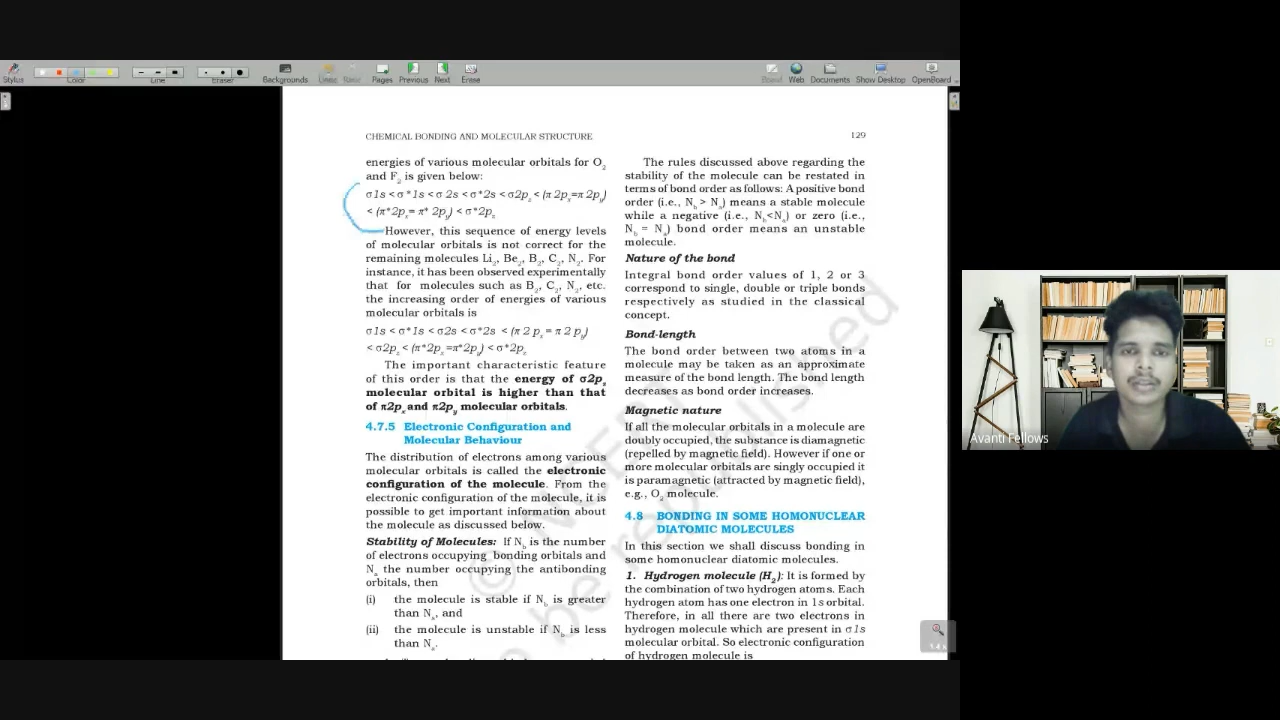 Stylus
Color
Line
Eraser
Backgrounds
Undo
Redo
Pages
Previous
Next
Erase
Board
Web
Documents
Show Desktop
OpenBoard
CHEMICAL BONDING AND MOLECULAR STRUCTURE
129
energies of various molecular orbitals for O₂
and F₂ is given below:
σ1s < σ*1s < σ 2s < σ*2s < σ2p_z < (π 2pₓ=π 2p_y)
< (π*2pₓ= π* 2p_y) < σ*2p_z
However, this sequence of energy levels
of molecular orbitals is not correct for the
remaining molecules Li₂, Be₂, B₂, C₂, N₂. For
instance, it has been observed experimentally
that for molecules such as B₂, C₂, N₂, etc.
the increasing order of energies of various
molecular orbitals is
σ1s < σ*1s < σ2s < σ*2s < (π 2 pₓ = π 2 p_y)
< σ2p_z < (π*2pₓ =π*2p_y) < σ*2p_z
The important characteristic feature
of this order is that the energy of σ2p_z
molecular orbital is higher than that
of π2pₓ and π2p_y molecular orbitals.
4.7.5 Electronic Configuration and
Molecular Behaviour
The distribution of electrons among various
molecular orbitals is called the electronic
configuration of the molecule. From the
electronic configuration of the molecule, it is
possible to get important information about
the molecule as discussed below.
Stability of Molecules: If N_b is the number
of electrons occupying bonding orbitals and
Nₐ the number occupying the antibonding
orbitals, then
(i) the molecule is stable if N_b is greater
than Nₐ, and
(ii) the molecule is unstable if N_b is less
than Nₐ.
The rules discussed above regarding the
stability of the molecule can be restated in
terms of bond order as follows: A positive bond
order (i.e., N_b > Nₐ) means a stable molecule
while a negative (i.e., N_b<Nₐ) or zero (i.e.,
N_b = Nₐ) bond order means an unstable
molecule.
Nature of the bond
Integral bond order values of 1, 2 or 3
correspond to single, double or triple bonds
respectively as studied in the classical
concept.
Bond-length
The bond order between two atoms in a
molecule may be taken as an approximate
measure of the bond length. The bond length
decreases as bond order increases.
Magnetic nature
If all the molecular orbitals in a molecule are
doubly occupied, the substance is diamagnetic
(repelled by magnetic field). However if one or
more molecular orbitals are singly occupied it
is paramagnetic (attracted by magnetic field),
e.g., O₂ molecule.
4.8 BONDING IN SOME HOMONUCLEAR
DIATOMIC MOLECULES
In this section we shall discuss bonding in
some homonuclear diatomic molecules.
1. Hydrogen molecule (H₂): It is formed by
the combination of two hydrogen atoms. Each
hydrogen atom has one electron in 1s orbital.
Therefore, in all there are two electrons in
hydrogen molecule which are present in σ1s
molecular orbital. So electronic configuration
of hydrogen molecule is
be republished
Avanti Fellows